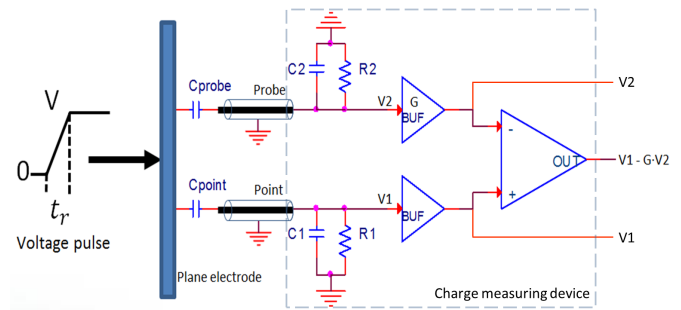 C2
R2
Cprobe
Probe
V2
G
BUF
V2
V
0
tr
Voltage pulse
-
+
OUT
V1 - G·V2
Cpoint
Point
V1
BUF
C1
R1
V1
Plane electrode
Charge measuring device